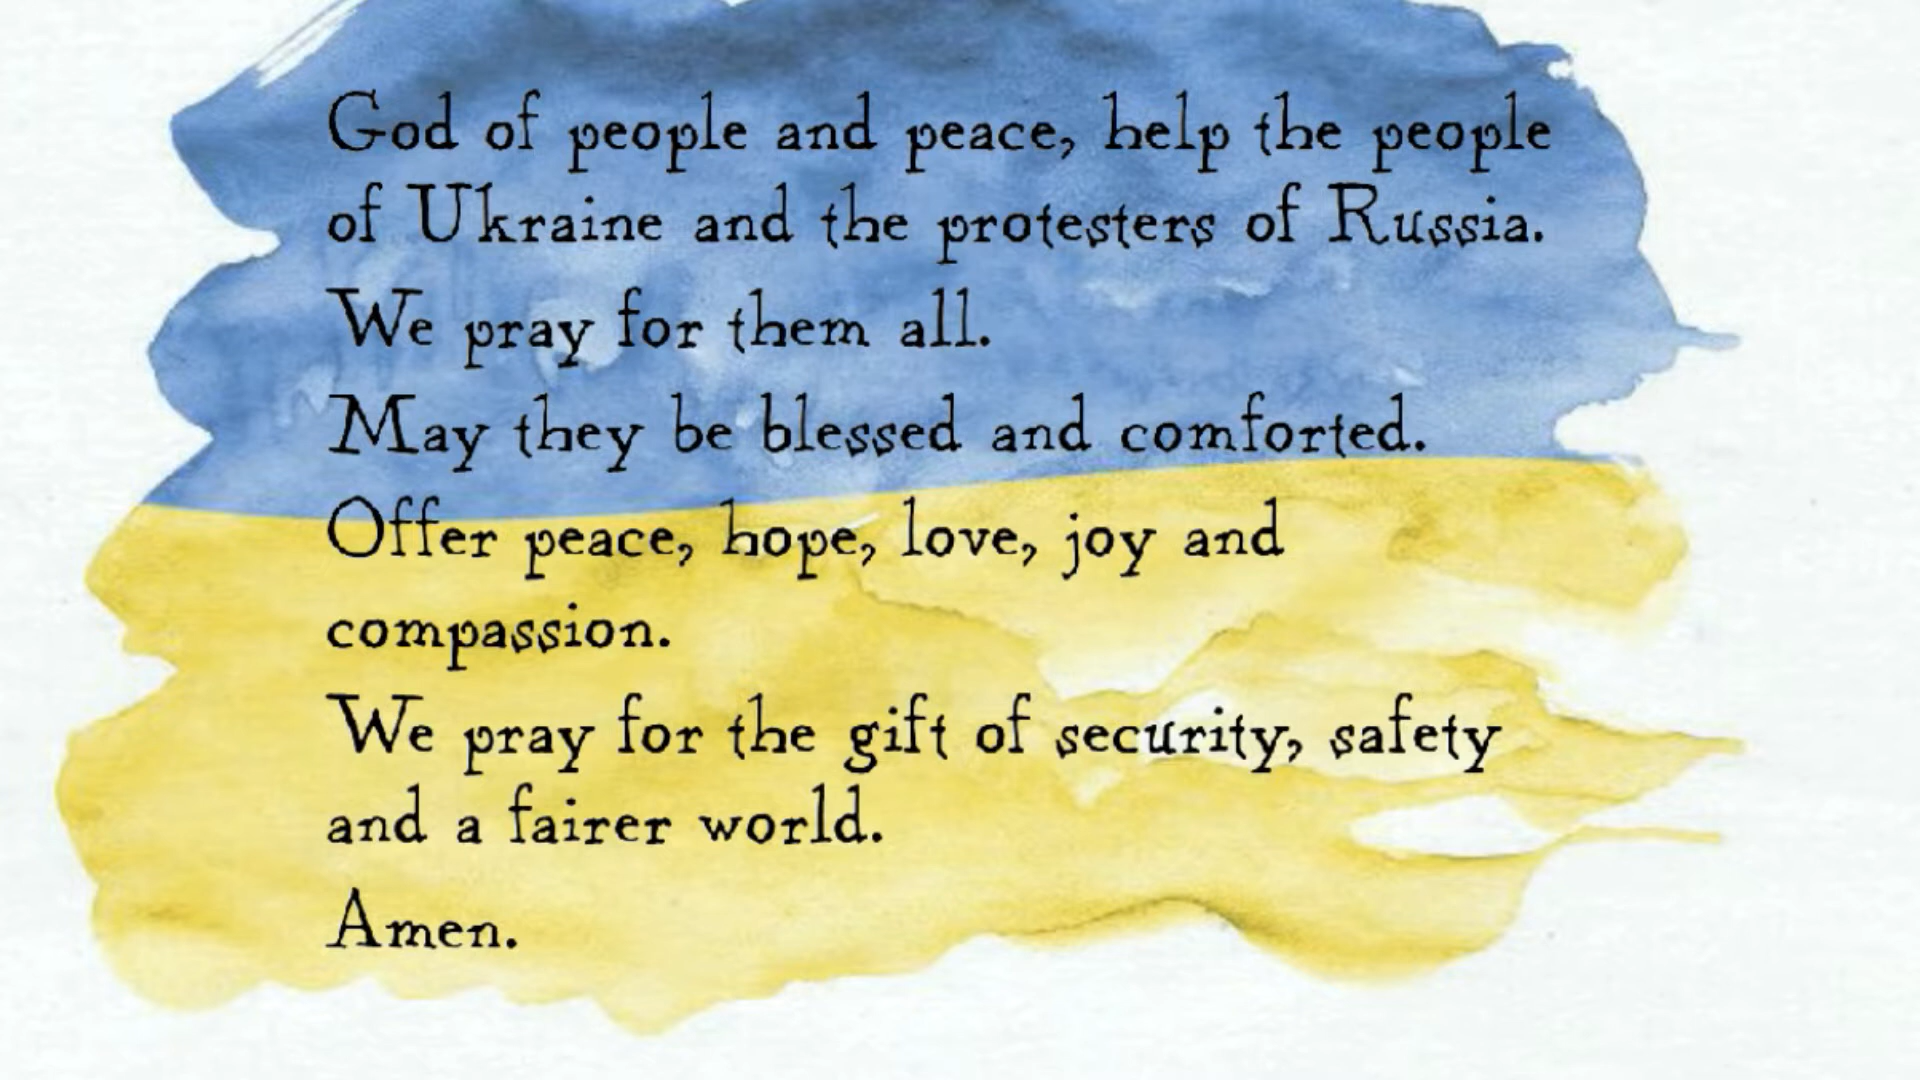 God of people and peace, help the people
of Ukraine and the protesters of Russia.
We pray for them all.
May they be blessed and comforted.
Offer peace, hope, love, joy and
compassion.
We pray for the gift of security, safety
and a fairer world.
Amen.